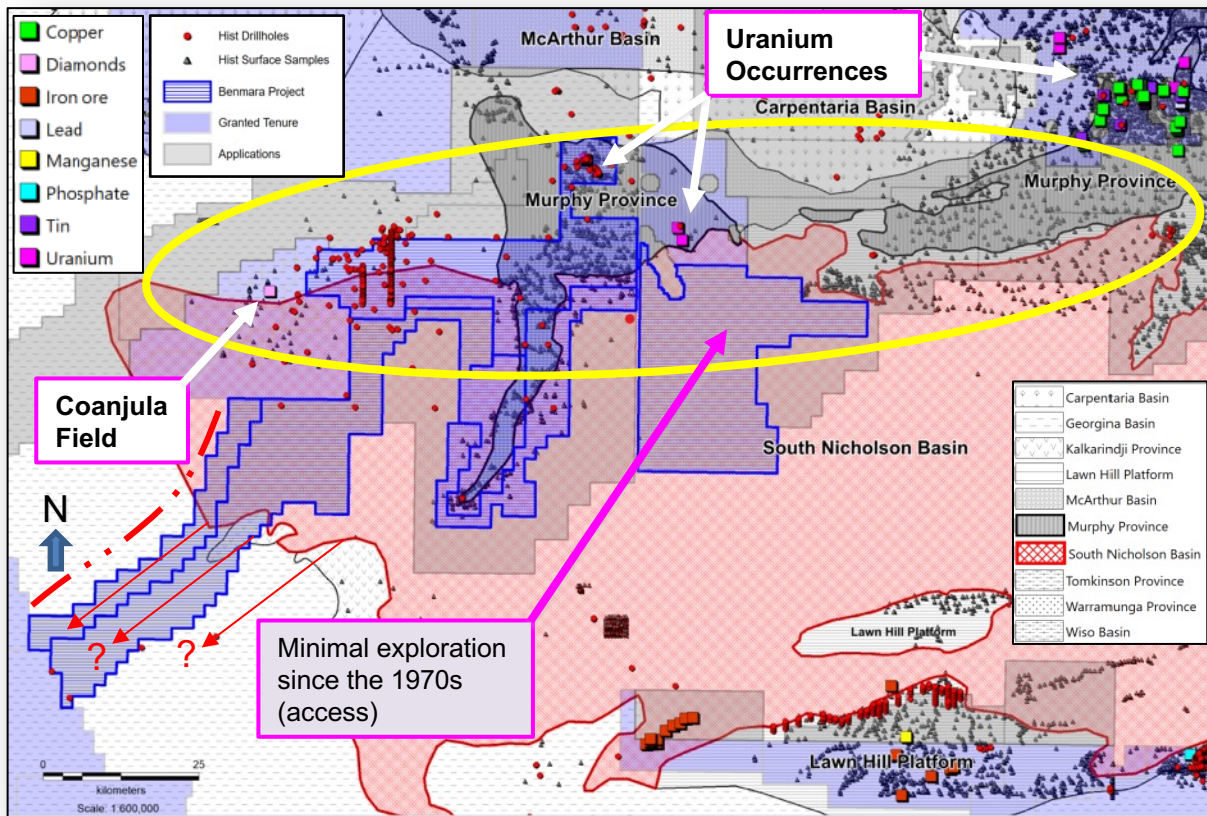 Copper
Diamonds
Iron ore
Lead
Manganese
Phosphate
Tin
Uranium
Hist Drillholes
Hist Surface Samples
Benmara Project
Granted Tenure
Applications
McArthur Basin
Uranium
Occurrences
Carpentaria Basin
Murphy Province
Murphy Province
Coanjula
Field
South Nicholson Basin
N
?
?
Minimal exploration
since the 1970s
(access)
Carpentaria Basin
Georgina Basin
Kalkarindji Province
Lawn Hill Platform
McArthur Basin
Murphy Province
South Nicholson Basin
Tomkinson Province
Warramunga Province
Wiso Basin
Lawn Hill Platform
Lawn Hill Platform
0 25
kilometers
Scale: 1:600,000